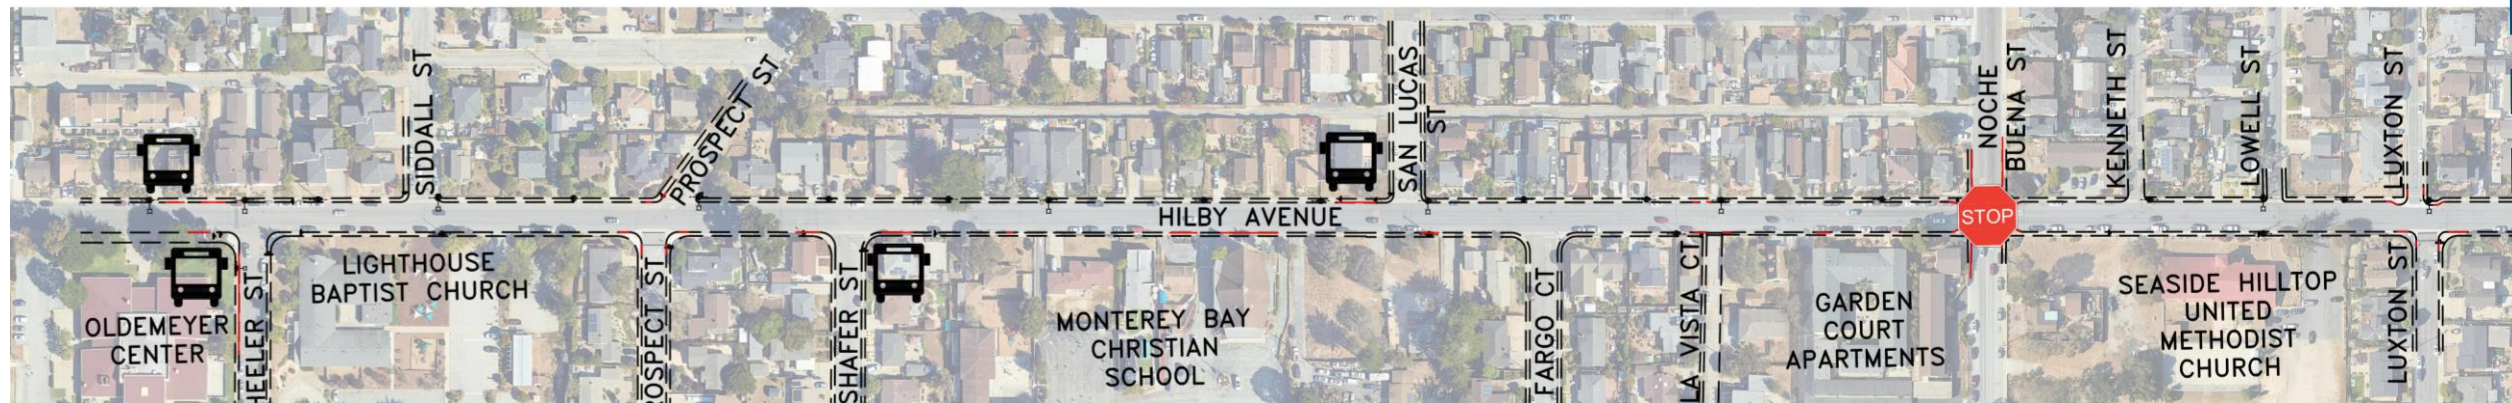 SIDDALL ST
PROSPECT ST
SAN LUCAS
ST
NOCHE
BUENA ST
KENNETH ST
LOWELL ST
LUXTON ST
HILBY AVENUE
STOP
OLDEMEYER
CENTER
HEELER ST
LIGHTHOUSE
BAPTIST CHURCH
ROSPECT ST
SHAFER ST
MONTEREY BAY
CHRISTIAN
SCHOOL
FARGO CT
LA VISTA CT
GARDEN
COURT
APARTMENTS
SEASIDE HILLTOP
UNITED
METHODIST
CHURCH
LUXTON ST